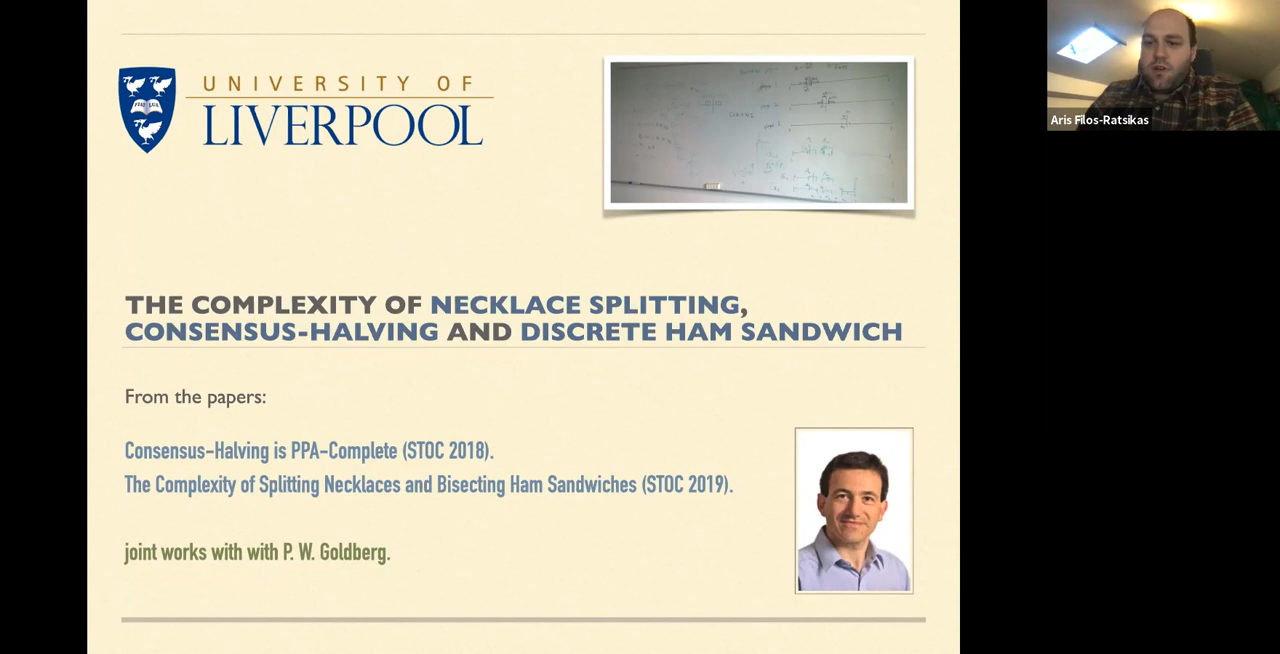 UNIVERSITY OF
LIVERPOOL
THE COMPLEXITY OF NECKLACE SPLITTING,
CONSENSUS-HALVING AND DISCRETE HAM SANDWICH
From the papers:
Consensus-Halving is PPA-Complete (STOC 2018).
The Complexity of Splitting Necklaces and Bisecting Ham Sandwiches (STOC 2019).
joint works with with P. W. Goldberg.
Aris Filos-Ratsikas